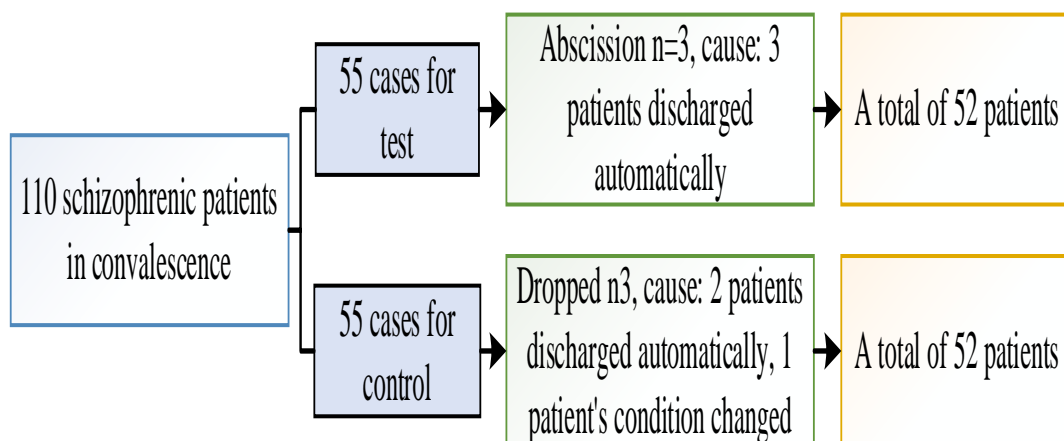 110 schizophrenic patients
in convalescence
55 cases for
test
Abscission n=3, cause: 3
patients discharged
automatically
A total of 52 patients
55 cases for
control
Dropped n3, cause: 2 patients
discharged automatically, 1
patient's condition changed
A total of 52 patients